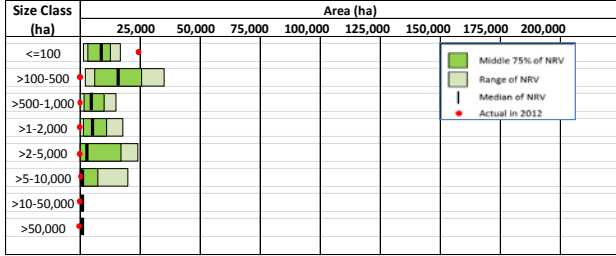 Size Class (ha)
Area (ha)
25,000 50,000 75,000 100,000 125,000 150,000 175,000 200,000
<=100
>100-500
>500-1,000
>1-2,000
>2-5,000
>5-10,000
>10-50,000
>50,000
Middle 75% of NRV
Range of NRV
Median of NRV
Actual in 2012